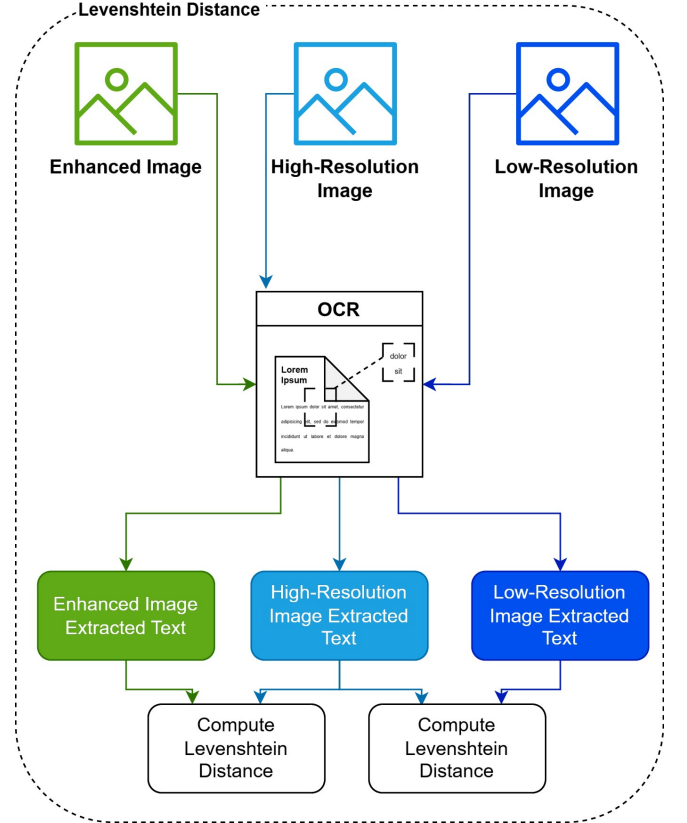 Levenshtein Distance
Enhanced Image
High-Resolution
Image
Low-Resolution
Image
OCR
dolor
sit
Lorem
Ipsum
Lorem ipsum dolor sit amet, consectetur
adipiscing elit, sed do eiusmod temper
incididunt ut labore et dolore magna
aliqua.
Enhanced Image
Extracted Text
High-Resolution
Image Extracted
Text
Low-Resolution
Image Extracted
Text
Compute
Levenshtein
Distance
Compute
Levenshtein
Distance